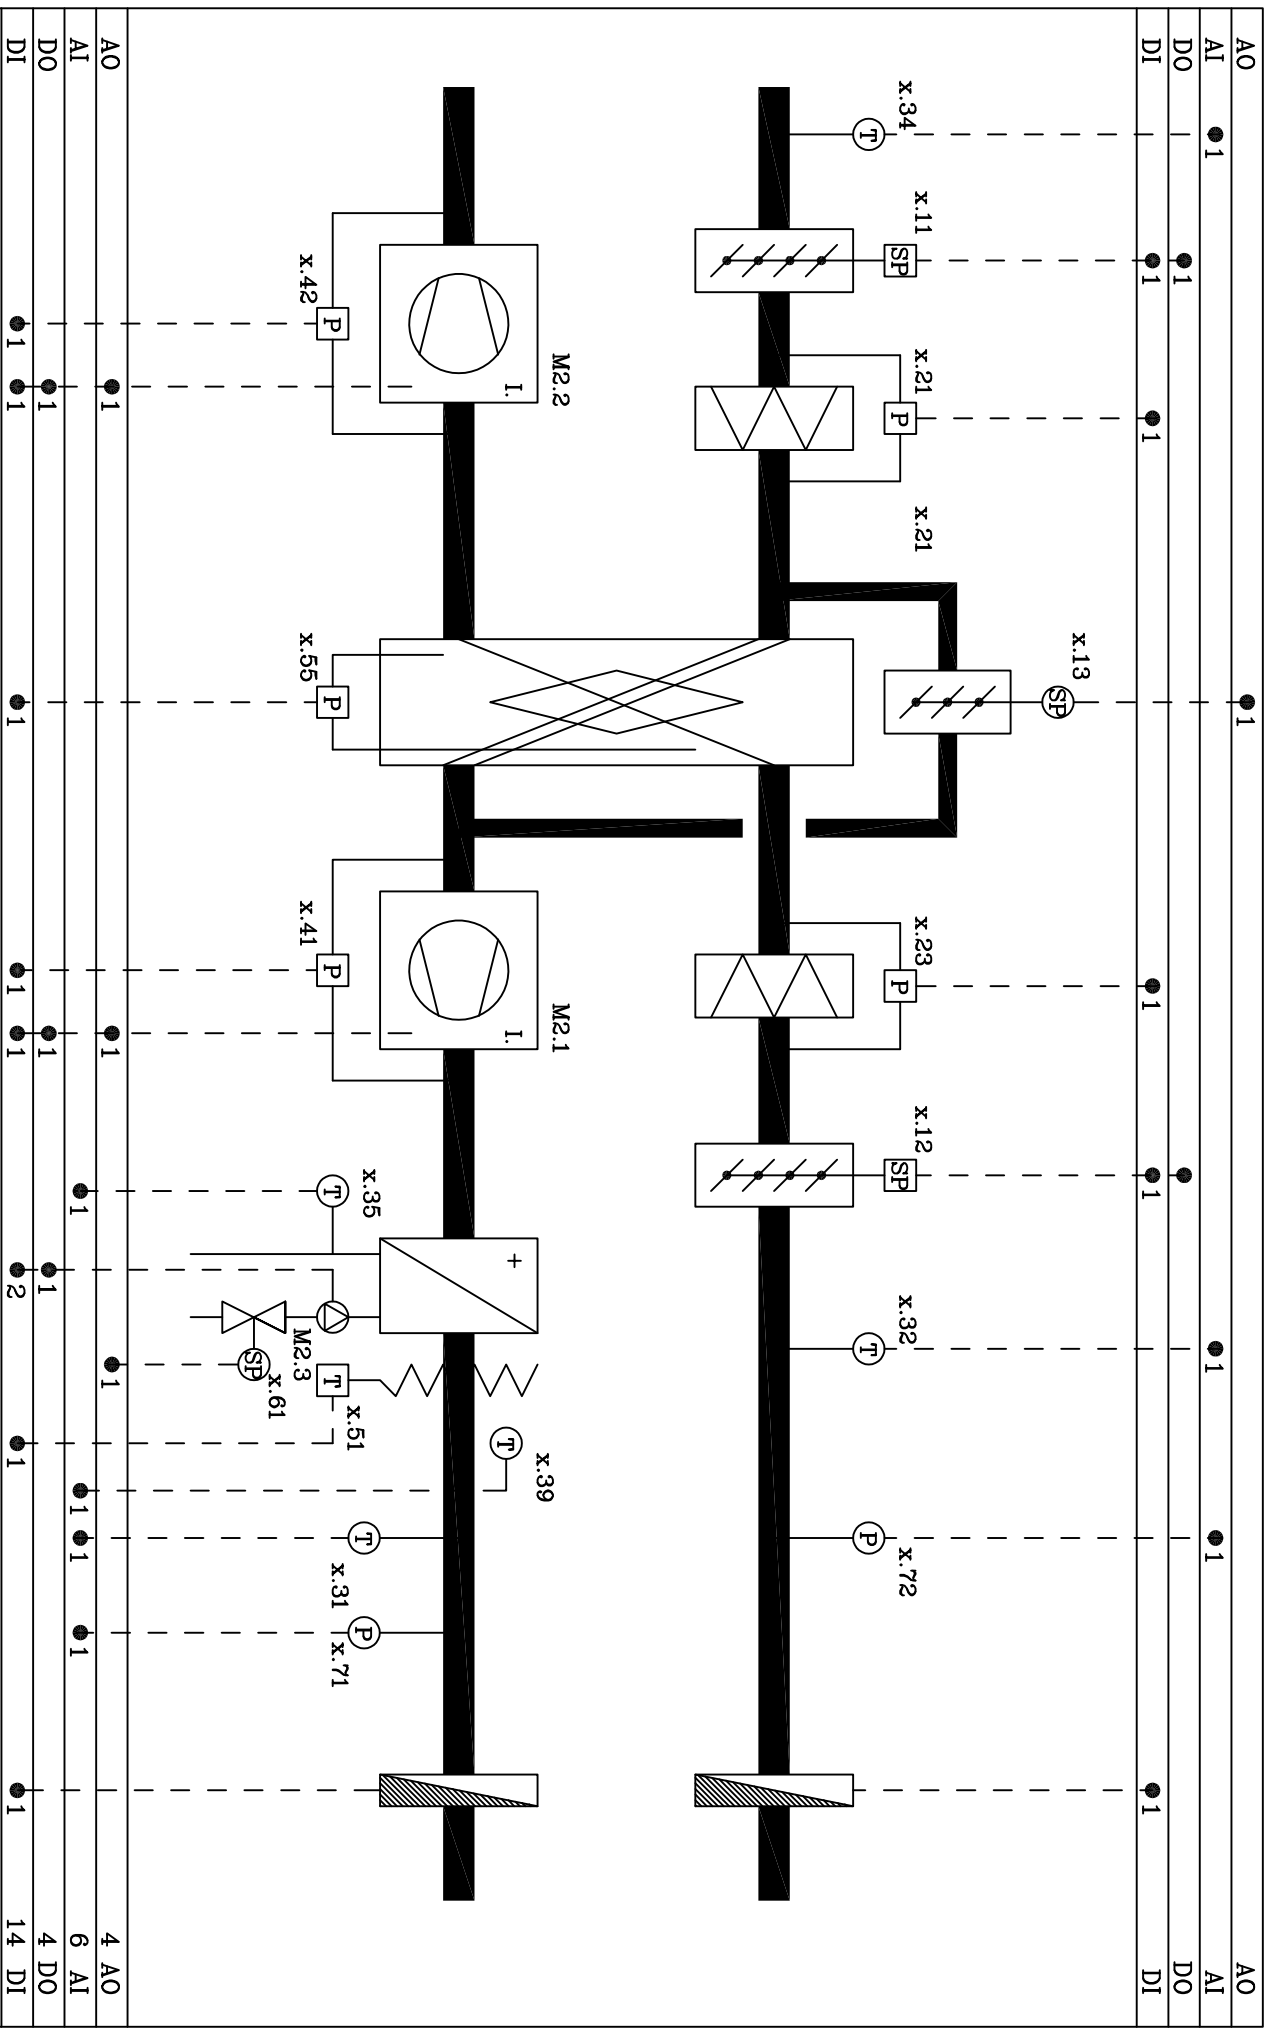 AO 1 AO
AI 1 1 1 AI
DO 1 DO
DI 1 1 1 1 1 DI
x.13
SP
x.11 x.21 x.21 x.23 x.12
x.34 x.32 x.72
SP P P SP
T T P
M2.2 M2.1
x.39
I. I. +
T
x.35
T P
x.51
x.31 x.71
P P P T T
x.42 x.55 x.41
M2.3
x.61
SP
AO 1 1 1 4 AO
AI 1 1 1 1 6 AI
DO 1 1 1 4 DO
DI 1 1 1 1 1 2 1 1 14 DI